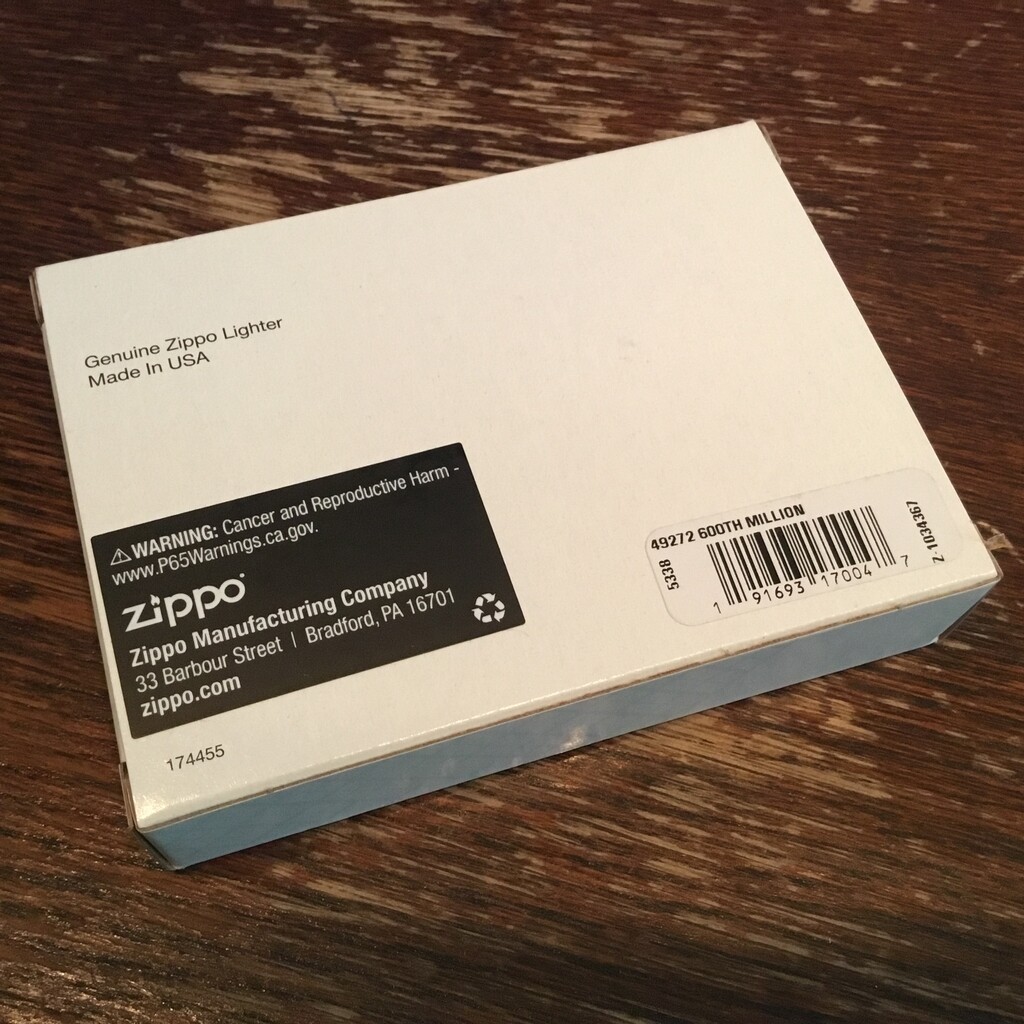 Genuine Zippo Lighter
Made In USA
⚠WARNING: Cancer and Reproductive Harm -
www.P65Warnings.ca.gov.
zippo
Zippo Manufacturing Company
33 Barbour Street | Bradford, PA 16701
zippo.com
174455
49272 600TH MILLION
5338
1 91693 17004 7
Z: 1034367